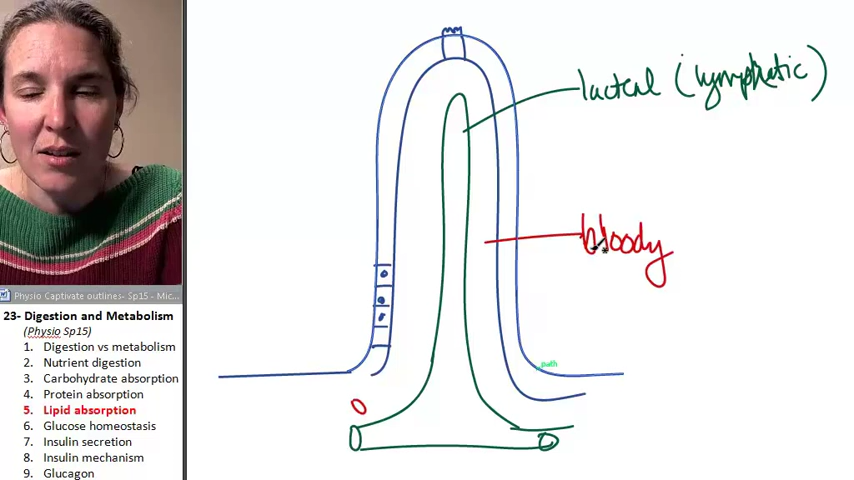 lacteal (lymphatic)
bloody
path
Physio Captivate outlines- Sp15 - Mic...
23- Digestion and Metabolism
(Physio Sp15)
1. Digestion vs metabolism
2. Nutrient digestion
3. Carbohydrate absorption
4. Protein absorption
5. Lipid absorption
6. Glucose homeostasis
7. Insulin secretion
8. Insulin mechanism
9. Glucagon